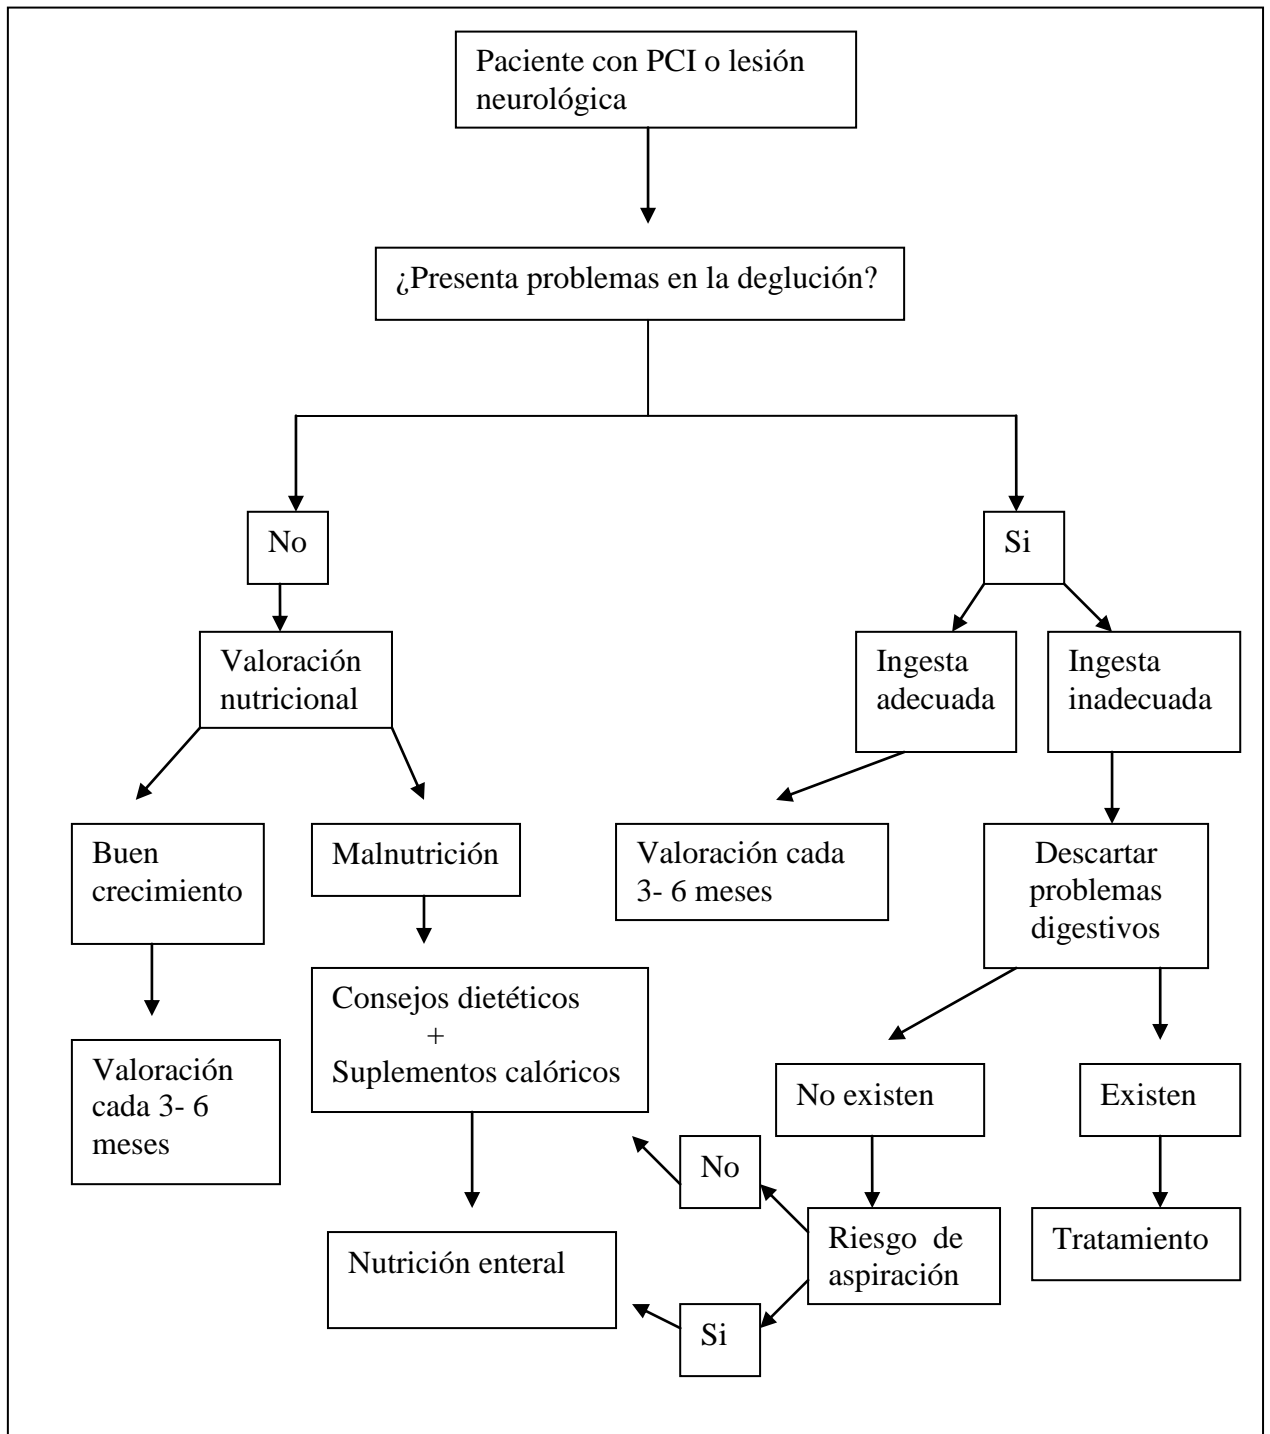 Paciente con PCI o lesión
neurológica
¿Presenta problemas en la deglución?
No
Si
Valoración
nutricional
Ingesta
adecuada
Ingesta
inadecuada
Buen
crecimiento
Malnutrición
Valoración cada
3- 6 meses
Descartar
problemas
digestivos
Consejos dietéticos
+
Suplementos calóricos
Valoración
cada 3- 6
meses
No existen
Existen
No
Riesgo de
aspiración
Tratamiento
Nutrición enteral
Si